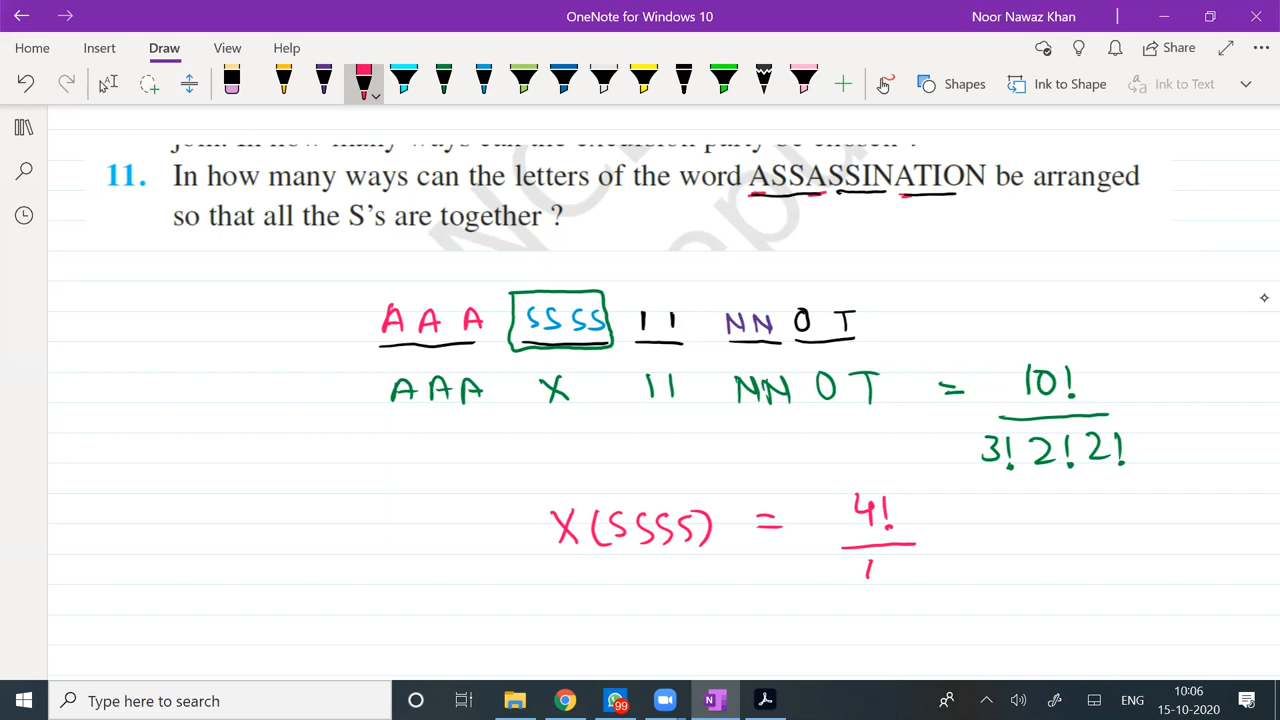 OneNote for Windows 10
Noor Nawaz Khan
Home Insert Draw View Help
Share
Shapes
Ink to Shape
Ink to Text
11. In how many ways can the letters of the word ASSASSINATION be arranged
so that all the S's are together ?
A A A SSSS I I NN O T
A A A X I I NN O T = 10!
3! 2! 2!
X(SSSS) = 4!
Type here to search
99
ENG
10:06
15-10-2020